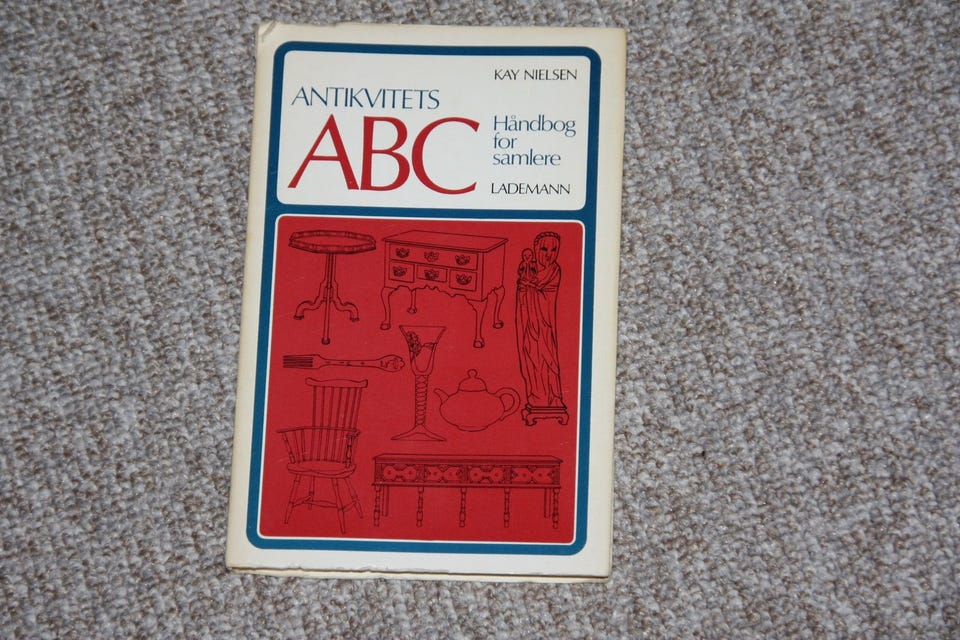 KAY NIELSEN
ANTIKVITETS
ABC
Håndbog
for
samlere
LADEMANN